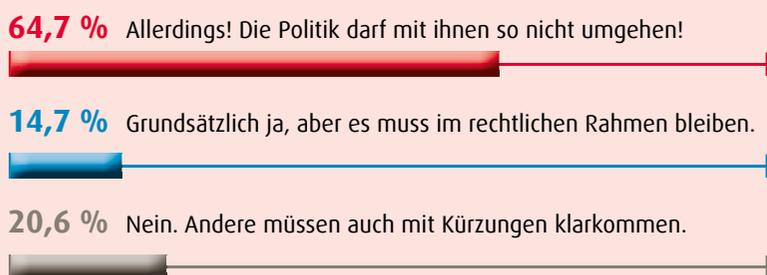 64,7 % Allerdings! Die Politik darf mit ihnen so nicht umgehen!
14,7 % Grundsätzlich ja, aber es muss im rechtlichen Rahmen bleiben.
20,6 % Nein. Andere müssen auch mit Kürzungen klarkommen.